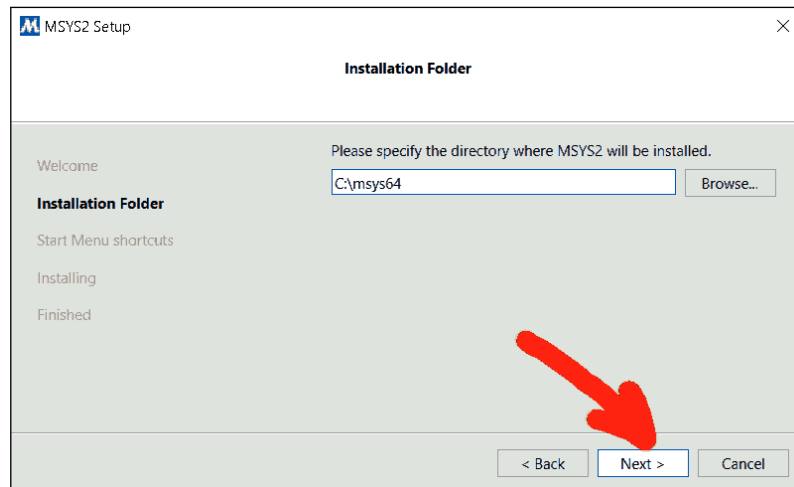 MSYS2 Setup
Installation Folder
Please specify the directory where MSYS2 will be installed.
C:\msys64
Browse...
Welcome
Installation Folder
Start Menu shortcuts
Installing
Finished
< Back
Next >
Cancel